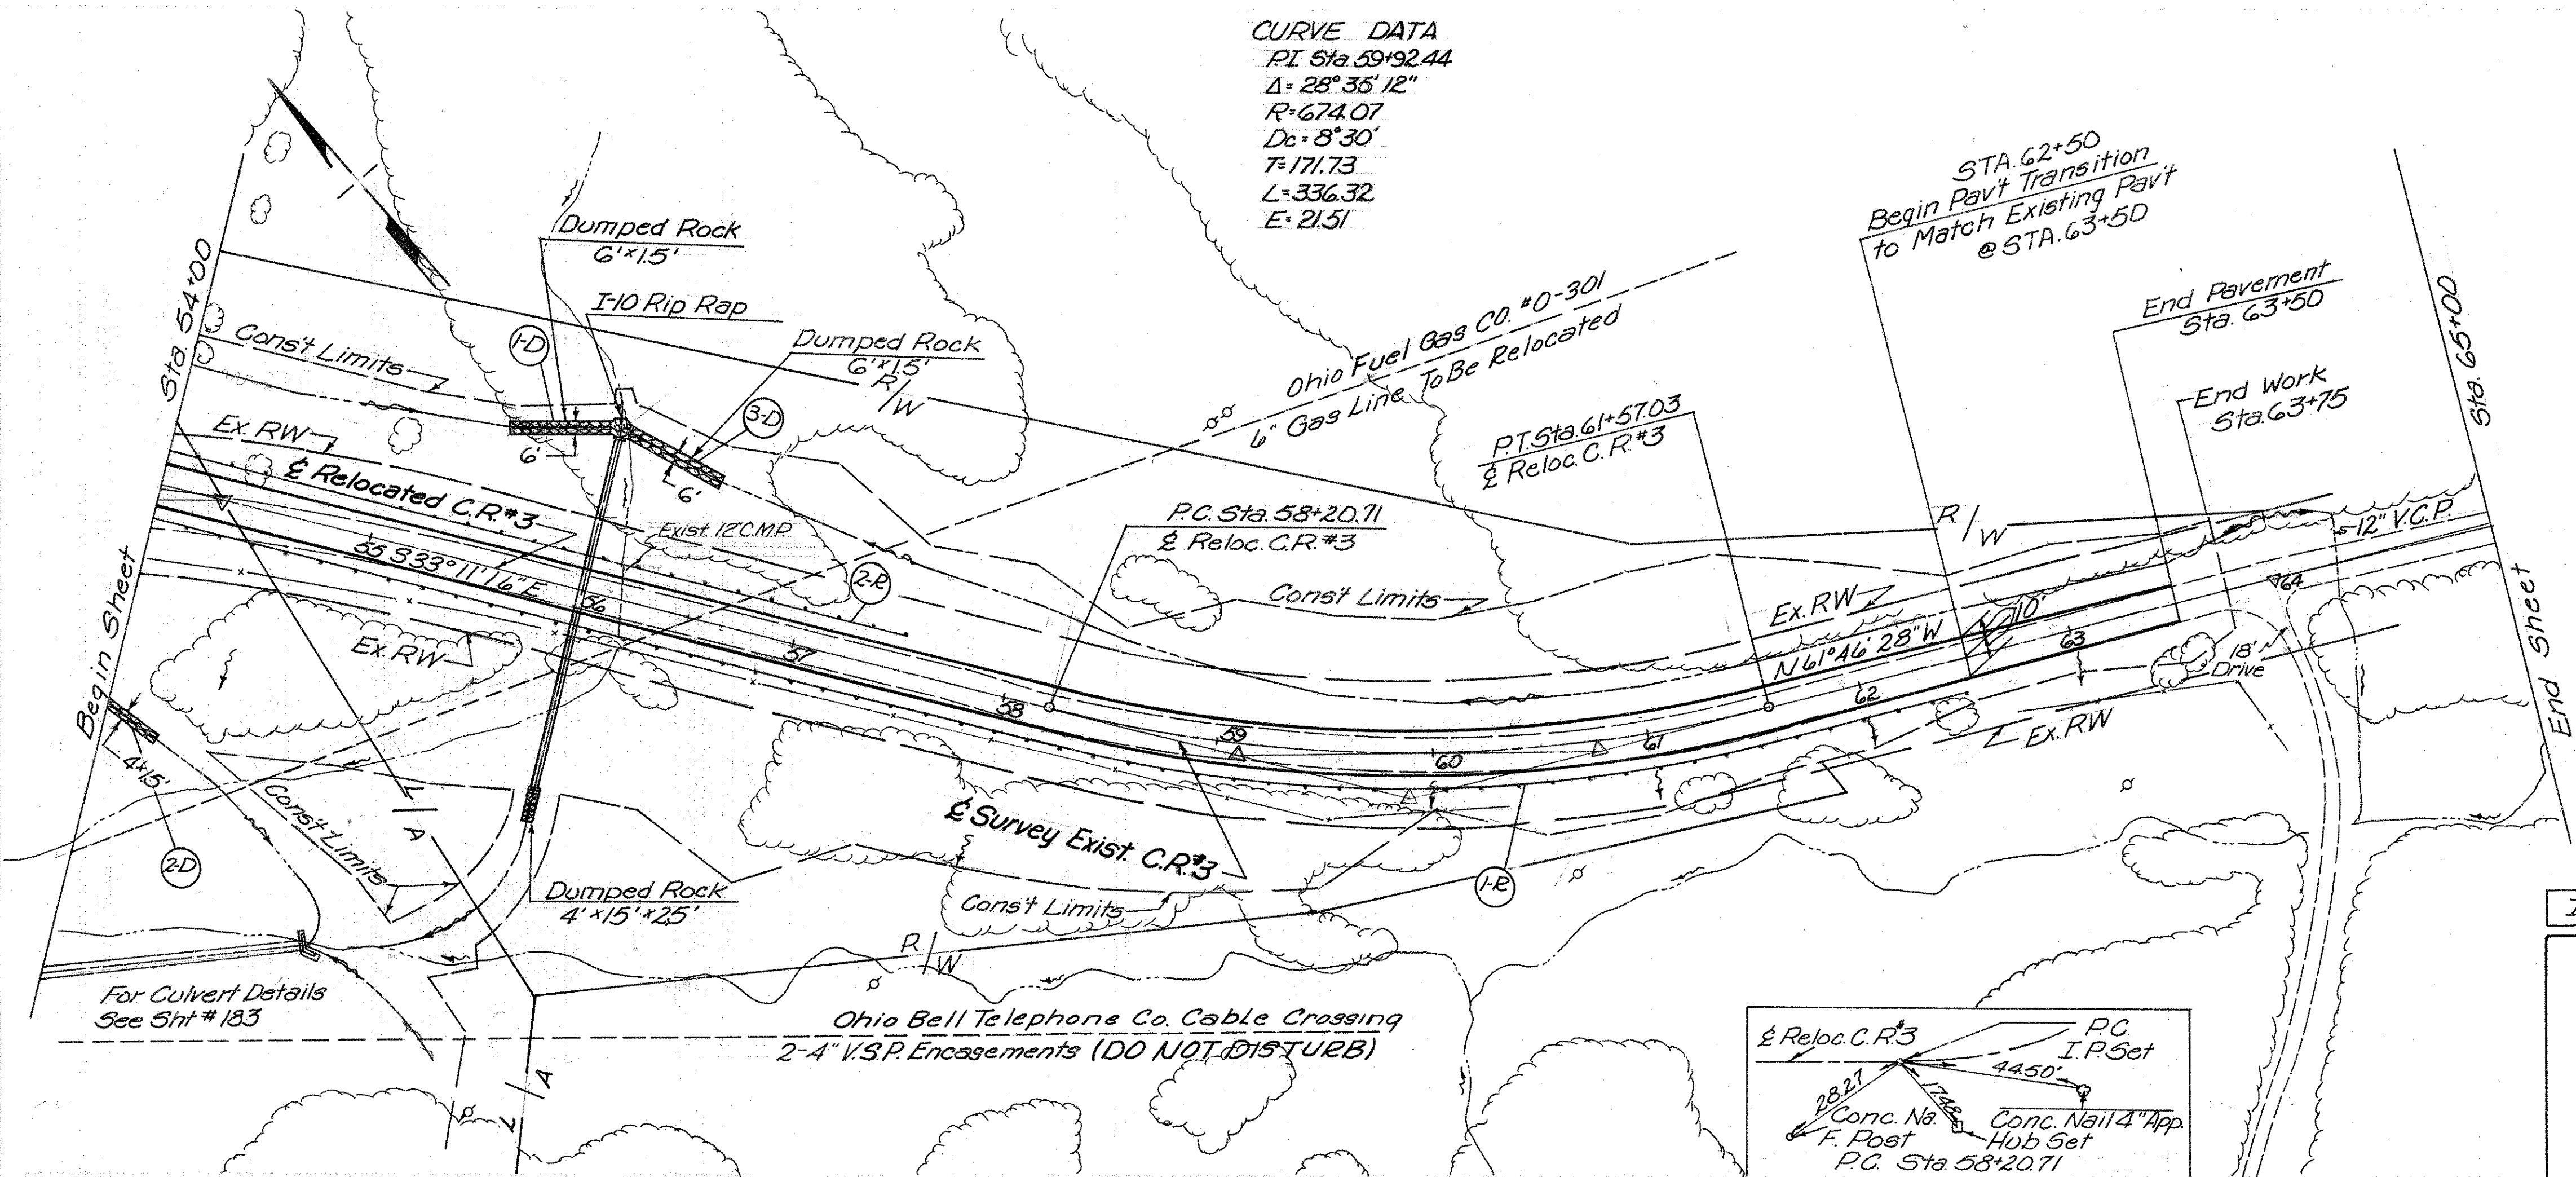 CURVE DATA
P.I. Sta. 59+92.44
Δ= 28° 35' 12"
R=674.07
Dc= 8°30'
T=171.73
L=336.32
E= 21.51
STA. 62+50
Begin Pav't Transition
to Match Existing Pav't
@ STA. 63+50
End Pavement
Sta. 63+50
End Work
Sta. 63+75
Sta. 65+00
End Sheet
Sta. 54+00
Begin Sheet
Dumped Rock
6'x1.5'
I-10 Rip Rap
Dumped Rock
6'x1.5'
1-D
3-D
R/W
Const Limits
Ex. RW
6'
6'
℄ Relocated C.R.#3
Exist. 12" C.M.P.
Ohio Fuel Gas CO. #0-301
6" Gas Line To Be Relocated
P.T. Sta. 61+57.03
℄ Reloc. C.R.#3
P.C. Sta. 58+20.71
℄ Reloc. C.R.#3
2-R
R/W
12" V.C.P.
Const Limits
Ex. RW
N 61° 46' 28" W
10'
55 S 33° 11' 16" E
56
57
58
59
60
61
62
63
64
18'
Drive
Ex. RW
Ex. RW
4'x1.5'
2-D
Const Limits
L/A
℄ Survey Exist. C.R.#3
Dumped Rock
4'x15'x2.5'
Const Limits
1-R
R/W
For Culvert Details
See Sht # 183
Ohio Bell Telephone Co. Cable Crossing
2-4" V.S.P. Encasements (DO NOT DISTURB)
L/A
℄ Reloc. C.R.#3
P.C.
I.P. Set
44.50'
28.27
17.48
Conc. Na.
F. Post
Conc. Nail 4" App.
Hub Set
P.C. Sta. 58+20.71